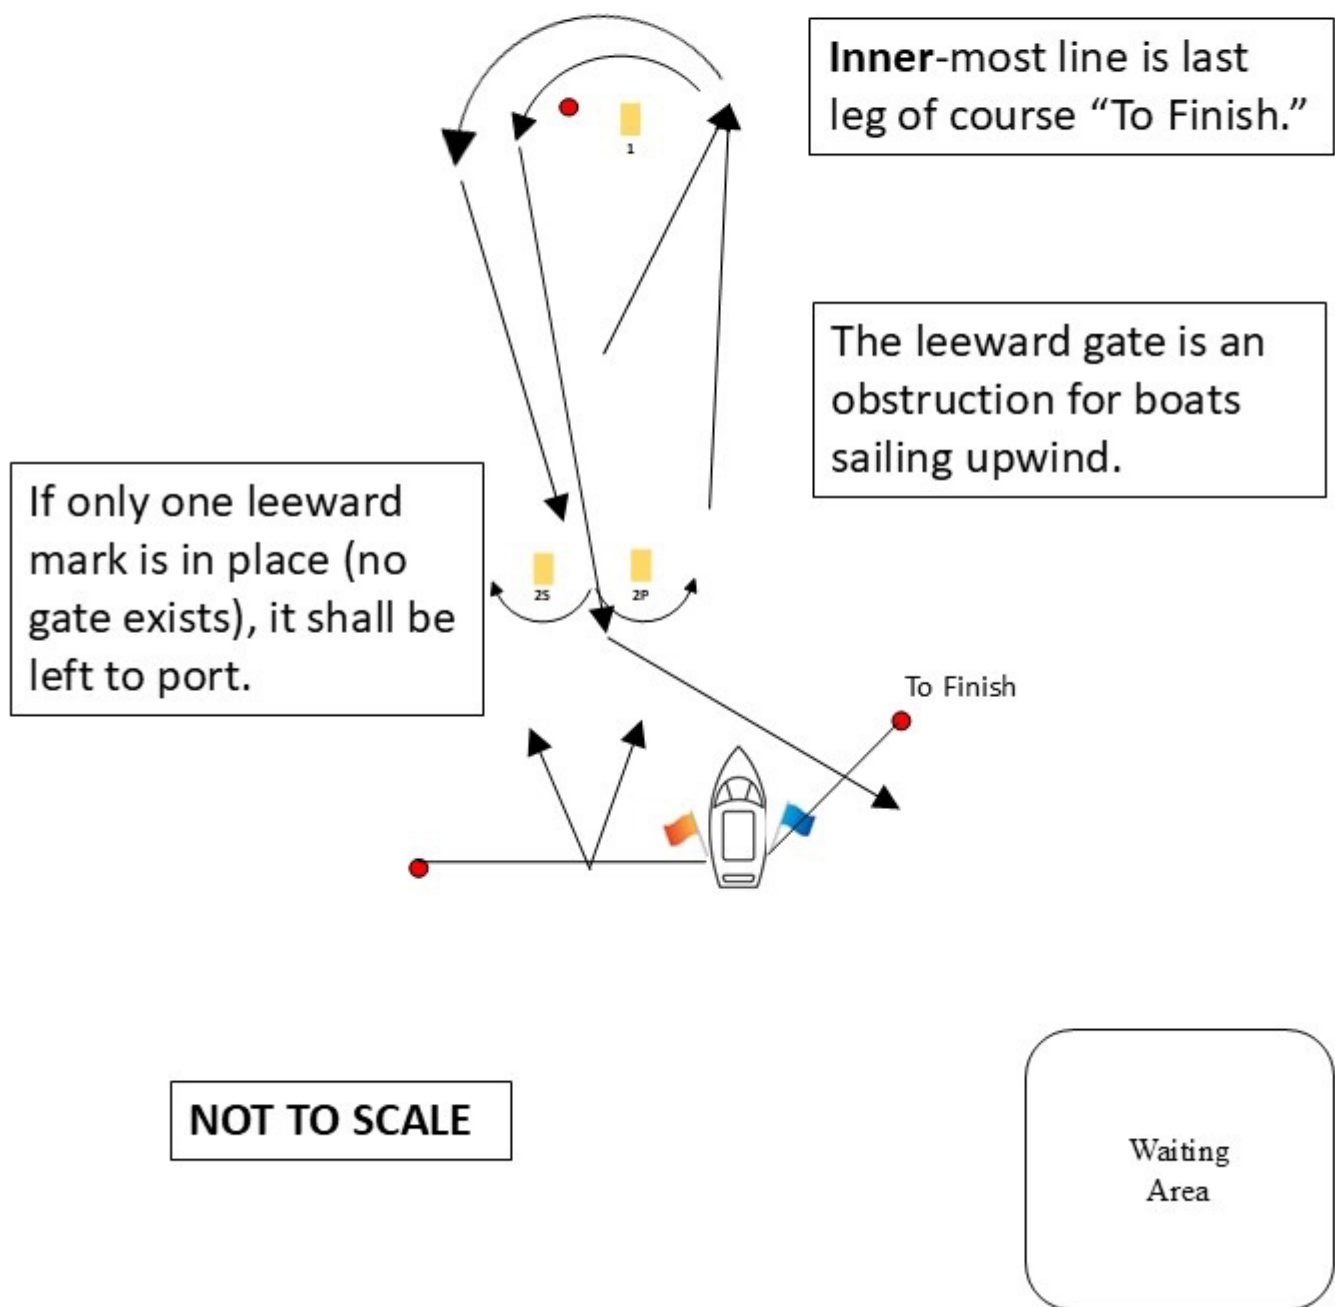 Inner-most line is last
leg of course “To Finish.”
1
The leeward gate is an
obstruction for boats
sailing upwind.
If only one leeward
mark is in place (no
gate exists), it shall be
left to port.
2S
2P
To Finish
NOT TO SCALE
Waiting
Area